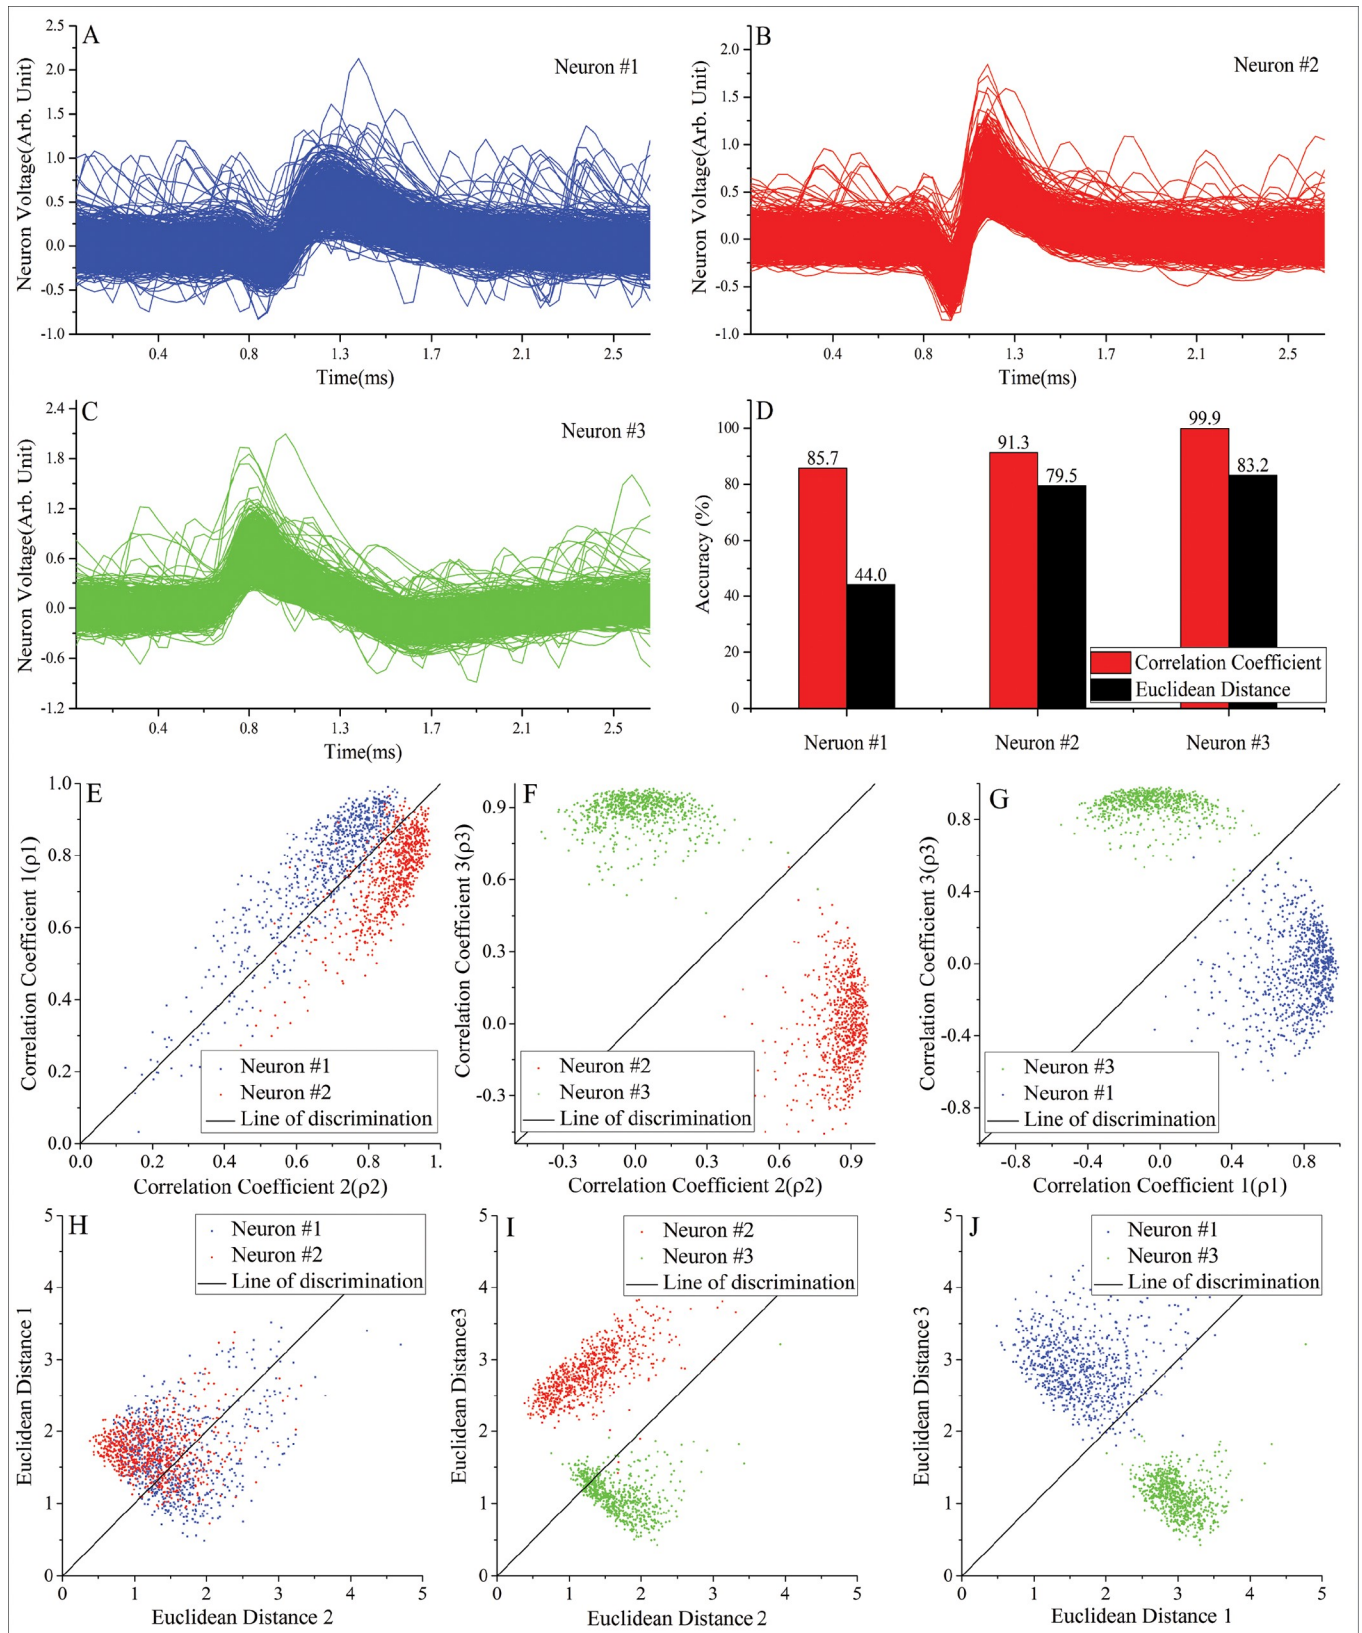 A
Neuron #1
Neuron Voltage(Arb. Unit)
2.5
2.0
1.5
1.0
0.5
0.0
-0.5
-1.0
0.4 0.8 1.3 1.7 2.1 2.5
Time(ms)
B
Neuron #2
Neuron Voltage(Arb. Unit)
2.0
1.5
1.0
0.5
0.0
-0.5
-1.0
0.4 0.8 1.3 1.7 2.1 2.5
Time(ms)
C
Neuron #3
Neuron Voltage(Arb. Unit)
2.4
1.8
1.2
0.6
0.0
-0.6
-1.2
0.4 0.8 1.3 1.7 2.1 2.5
Time(ms)
D
Accuracy (%)
100
80
60
40
20
0
85.7
44.0
91.3
79.5
99.9
83.2
Correlation Coefficient
Euclidean Distance
Neruon #1 Neuron #2 Neuron #3
E
Correlation Coefficient 1(ρ1)
1.0
0.8
0.6
0.4
0.2
0.0
Neuron #1
Neuron #2
Line of discrimination
0.0 0.2 0.4 0.6 0.8 1.
Correlation Coefficient 2(ρ2)
F
Correlation Coefficient 3(ρ3)
0.9
0.6
0.3
0.0
-0.3
Neuron #2
Neuron #3
Line of discrimination
-0.3 0.0 0.3 0.6 0.9
Correlation Coefficient 2(ρ2)
G
Correlation Coefficient 3(ρ3)
0.8
0.4
0.0
-0.4
-0.8
Neuron #3
Neuron #1
Line of discrimination
-0.8 -0.4 0.0 0.4 0.8
Correlation Coefficient 1(ρ1)
H
Euclidean Distance 1
5
4
3
2
1
0
Neuron #1
Neuron #2
Line of discrimination
0 1 2 3 4 5
Euclidean Distance 2
I
Euclidean Distance3
5
4
3
2
1
0
Neuron #2
Neuron #3
Line of discrimination
0 1 2 3 4 5
Euclidean Distance 2
J
Euclidean Distance 3
5
4
3
2
1
0
Neuron #1
Neuron #3
Line of discrimination
0 1 2 3 4 5
Euclidean Distance 1